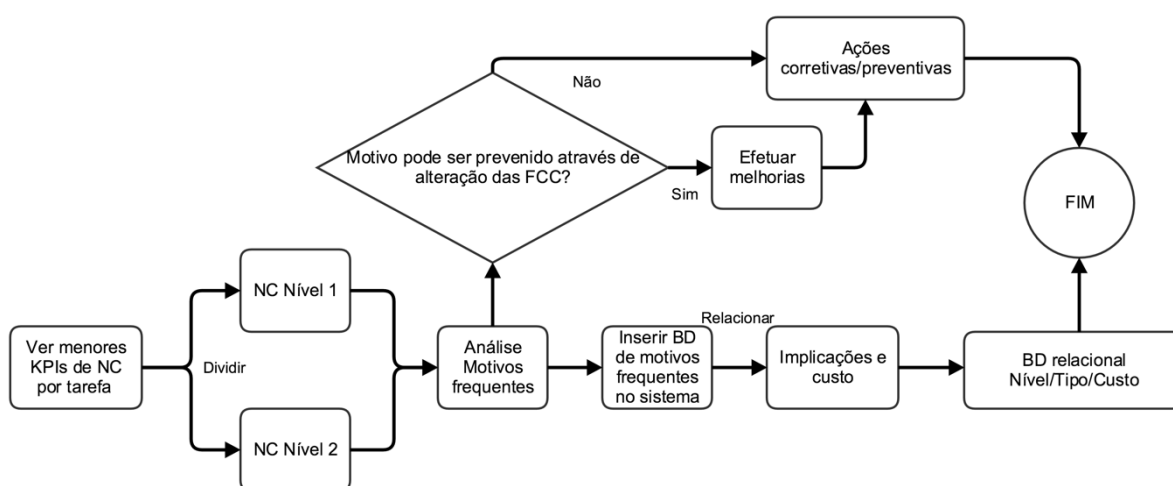 Ações
corretivas/preventivas
Não
Motivo pode ser prevenido através de
alteração das FCC?
Sim
Efetuar
melhorias
FIM
NC Nível 1
Ver menores
KPIs de NC
por tarefa
Dividir
NC Nível 2
Análise
Motivos
frequentes
Inserir BD
de motivos
frequentes
no sistema
Relacionar
Implicações e
custo
BD relacional
Nível/Tipo/Custo